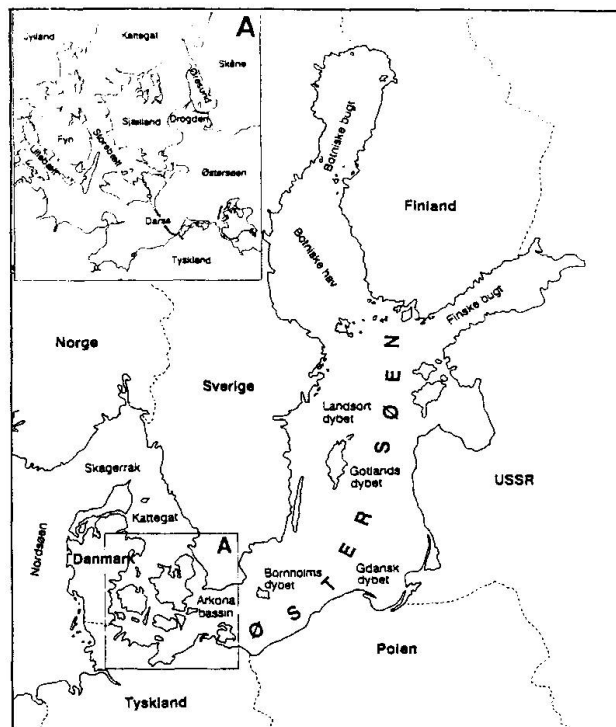 A
Jylland
Kattegat
Skåne
Øresund
Sjælland
Drogden
Fyn
Storebælt
Lillebælt
Østersøen
Darss
Tyskland
Botniske bugt
Finland
Botniske hav
Finske bugt
Norge
Sverige
Landsort
dybet
Gotlands
dybet
USSR
Skagerrak
Kattegat
Nordsøen
Danmark
A
Arkona
bassin
Bornholms
dybet
Gdansk
dybet
ØSTERSØEN
Polen
Tyskland